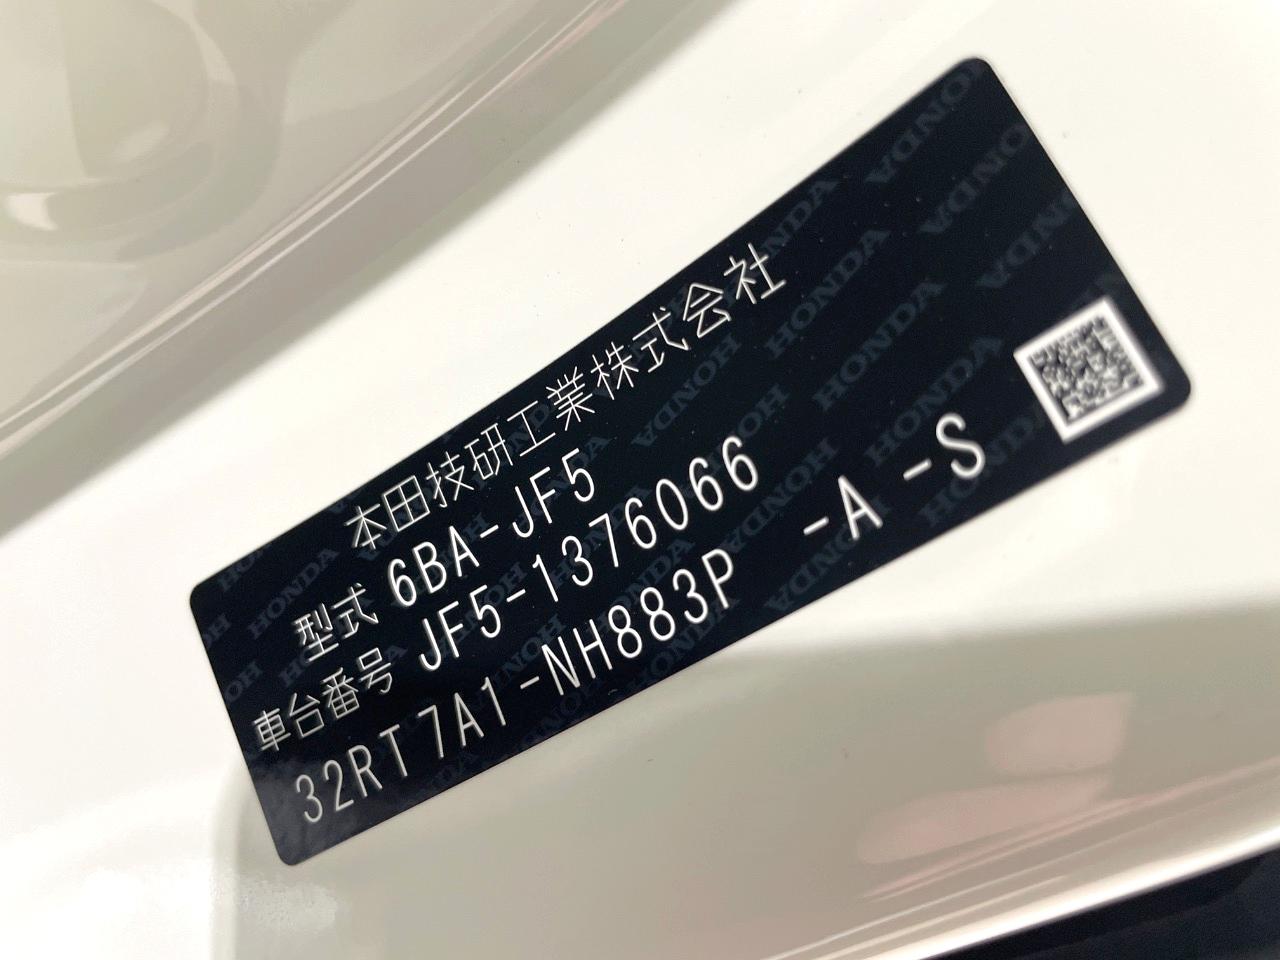 本田技研工業株式会社
型式 6BA-JF5
車台番号 JF5-1376066
32RT7A1-NH883P -A -S